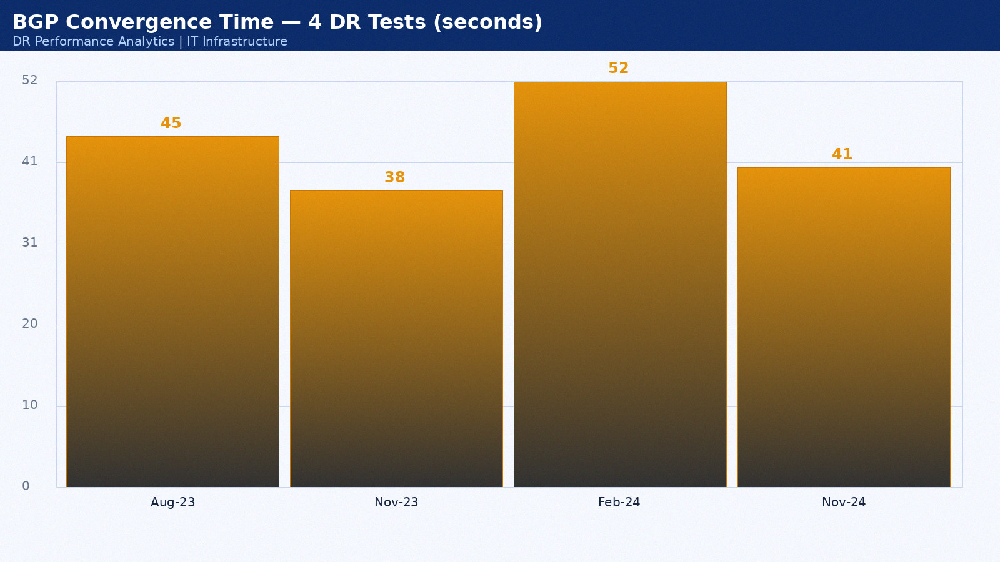 BGP Convergence Time — 4 DR Tests (seconds)
DR Performance Analytics | IT Infrastructure
52
41
31
20
10
0
45
38
52
41
Aug-23
Nov-23
Feb-24
Nov-24